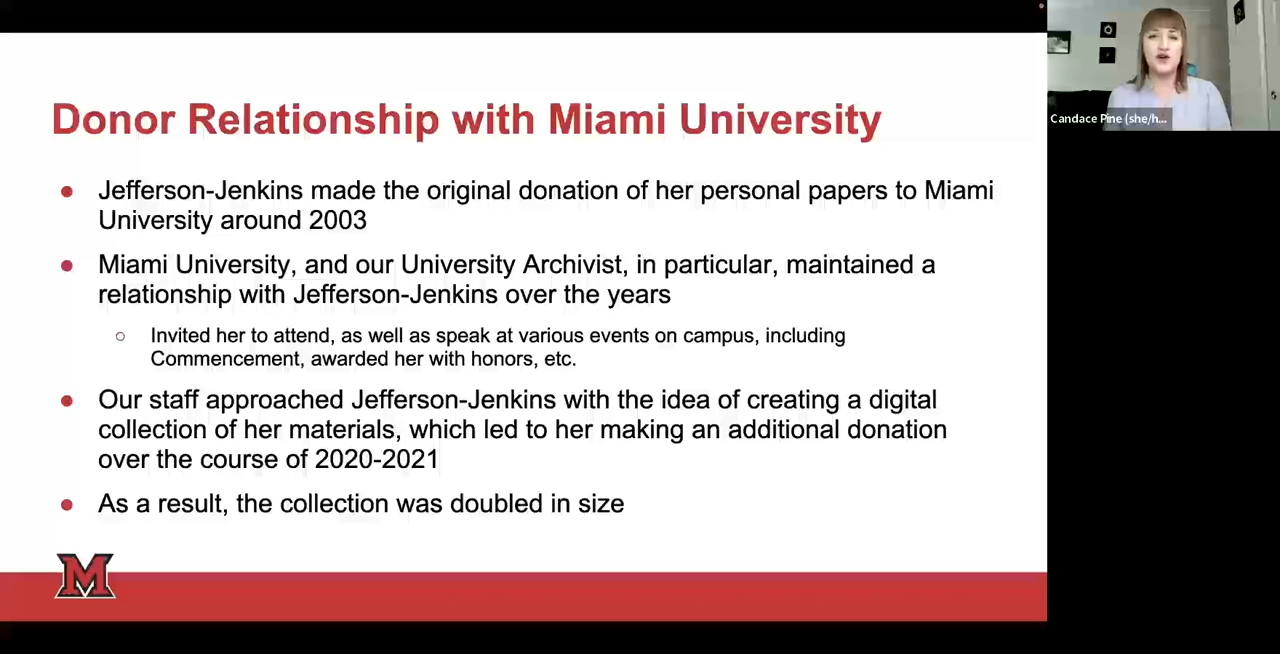 Donor Relationship with Miami University
Jefferson-Jenkins made the original donation of her personal papers to Miami
University around 2003
Miami University, and our University Archivist, in particular, maintained a
relationship with Jefferson-Jenkins over the years
Invited her to attend, as well as speak at various events on campus, including
Commencement, awarded her with honors, etc.
Our staff approached Jefferson-Jenkins with the idea of creating a digital
collection of her materials, which led to her making an additional donation
over the course of 2020-2021
As a result, the collection was doubled in size
M
Candace Pine (she/h...